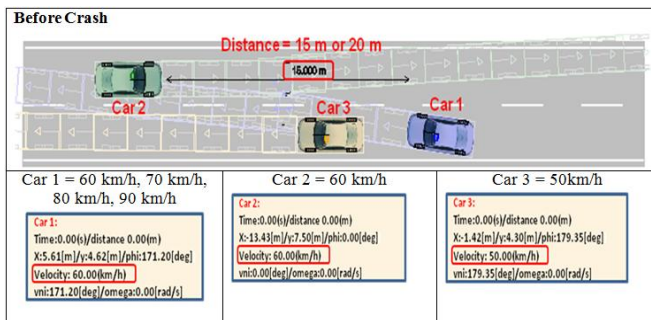 Before Crash
Distance = 15 m or 20 m
15.000 m
Car 2
Car 3
Car 1
Car 1 = 60 km/h, 70 km/h,
80 km/h, 90 km/h
Car 1:
Time:0.00(s)/distance 0.00(m)
X:5.61[m]/y:4.62[m]/phi:171.20[deg]
Velocity: 60.00(km/h)
vni:171.20[deg]/omega:0.00[rad/s]
Car 2 = 60 km/h
Car 2:
Time:0.00(s)/distance 0.00(m)
X:-13.43[m]/y:7.50[m]/phi:0.00[deg]
Velocity: 60.00(km/h)
vni:0.00[deg]/omega:0.00[rad/s]
Car 3 = 50km/h
Car 3:
Time:0.00(s)/distance 0.00(m)
X:-1.42[m]/y:4.30[m]/phi:179.35[deg]
Velocity: 50.00(km/h)
vni:179.35[deg]/omega:0.00[rad/s]